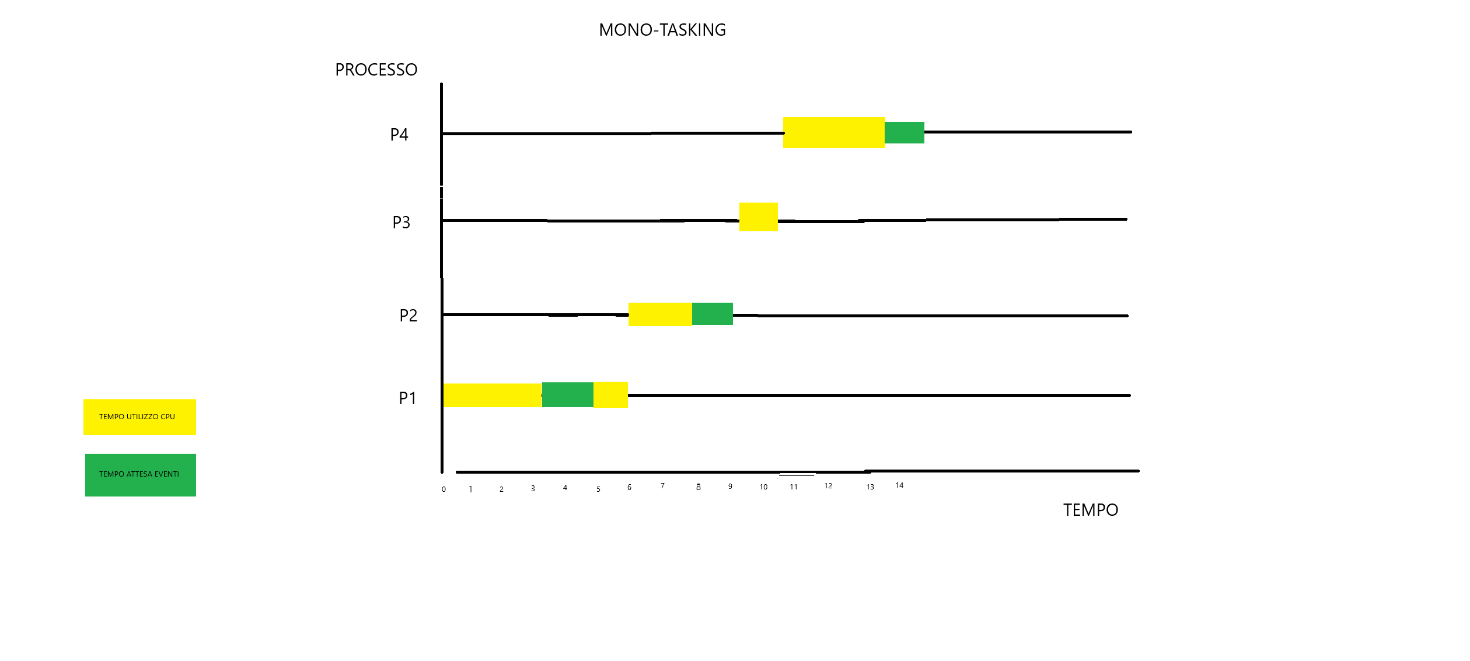 MONO-TASKING
PROCESSO
P4
P3
P2
P1
TEMPO UTILIZZO CPU
TEMPO ATTESA EVENTI
0 1 2 3 4 5 6 7 8 9 10 11 12 13 14
TEMPO